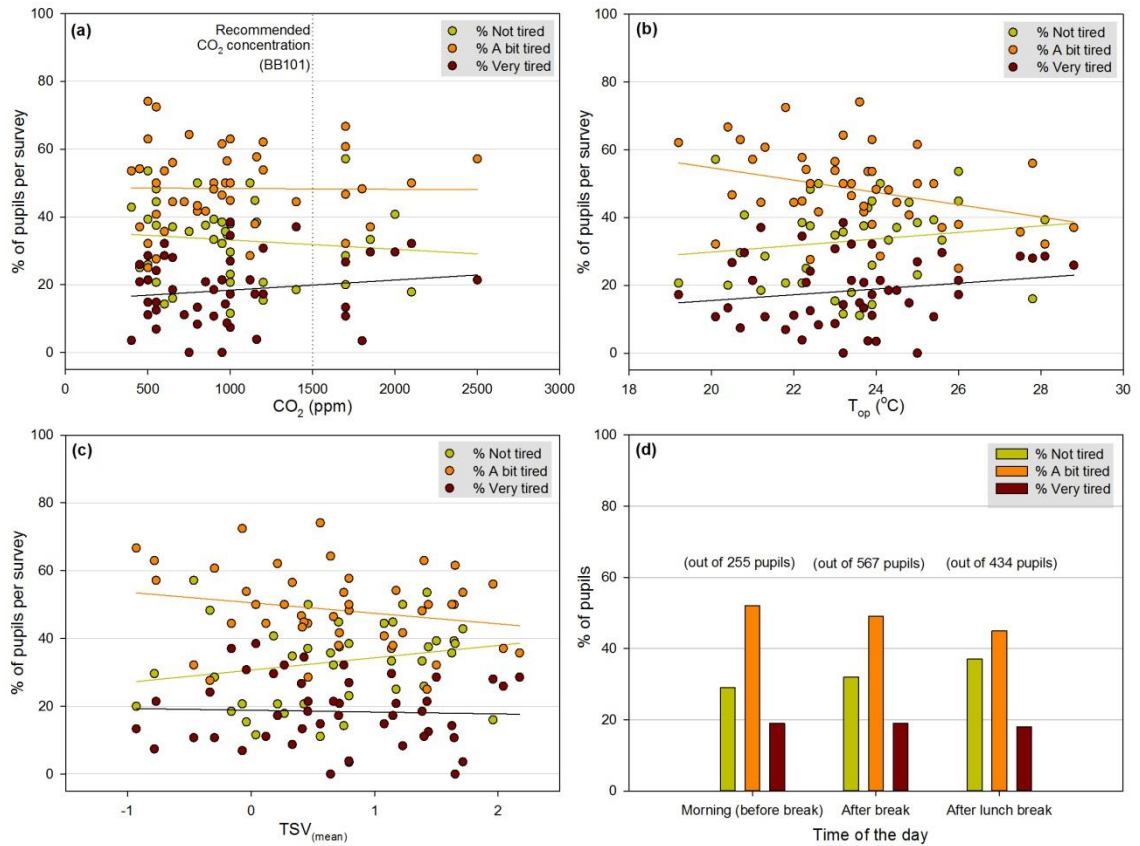 (a)
Recommended
CO2 concentration
(BB101)
% Not tired
% A bit tired
% Very tired
% of pupils per survey
100
80
60
40
20
0
0 500 1000 1500 2000 2500 3000
CO2 (ppm)
(b)
% Not tired
% A bit tired
% Very tired
% of pupils per survey
100
80
60
40
20
0
18 20 22 24 26 28 30
Top (oC)
(c)
% Not tired
% A bit tired
% Very tired
% of pupils per survey
100
80
60
40
20
0
-1 0 1 2
TSV(mean)
(d)
% Not tired
% A bit tired
% Very tired
% of pupils
100
80
60
40
20
0
(out of 255 pupils) (out of 567 pupils) (out of 434 pupils)
Morning (before break) After break After lunch break
Time of the day